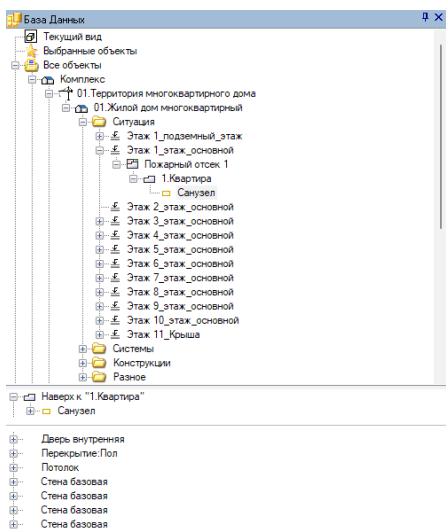 База Данных
Текущий вид
Выбранные объекты
Все объекты
Комплекс
01.Территория многоквартирного дома
01.Жилой дом многоквартирный
Ситуация
Этаж 1_подземный_этаж
Этаж 1_этаж_основной
Пожарный отсек 1
1.Квартира
Санузел
Этаж 2_этаж_основной
Этаж 3_этаж_основной
Этаж 4_этаж_основной
Этаж 5_этаж_основной
Этаж 6_этаж_основной
Этаж 7_этаж_основной
Этаж 8_этаж_основной
Этаж 9_этаж_основной
Этаж 10_этаж_основной
Этаж 11_Крыша
Системы
Конструкции
Разное
Наверх к "1.Квартира"
Санузел
Дверь внутренняя
Перекрытие:Пол
Потолок
Стена базовая
Стена базовая
Стена базовая
Стена базовая